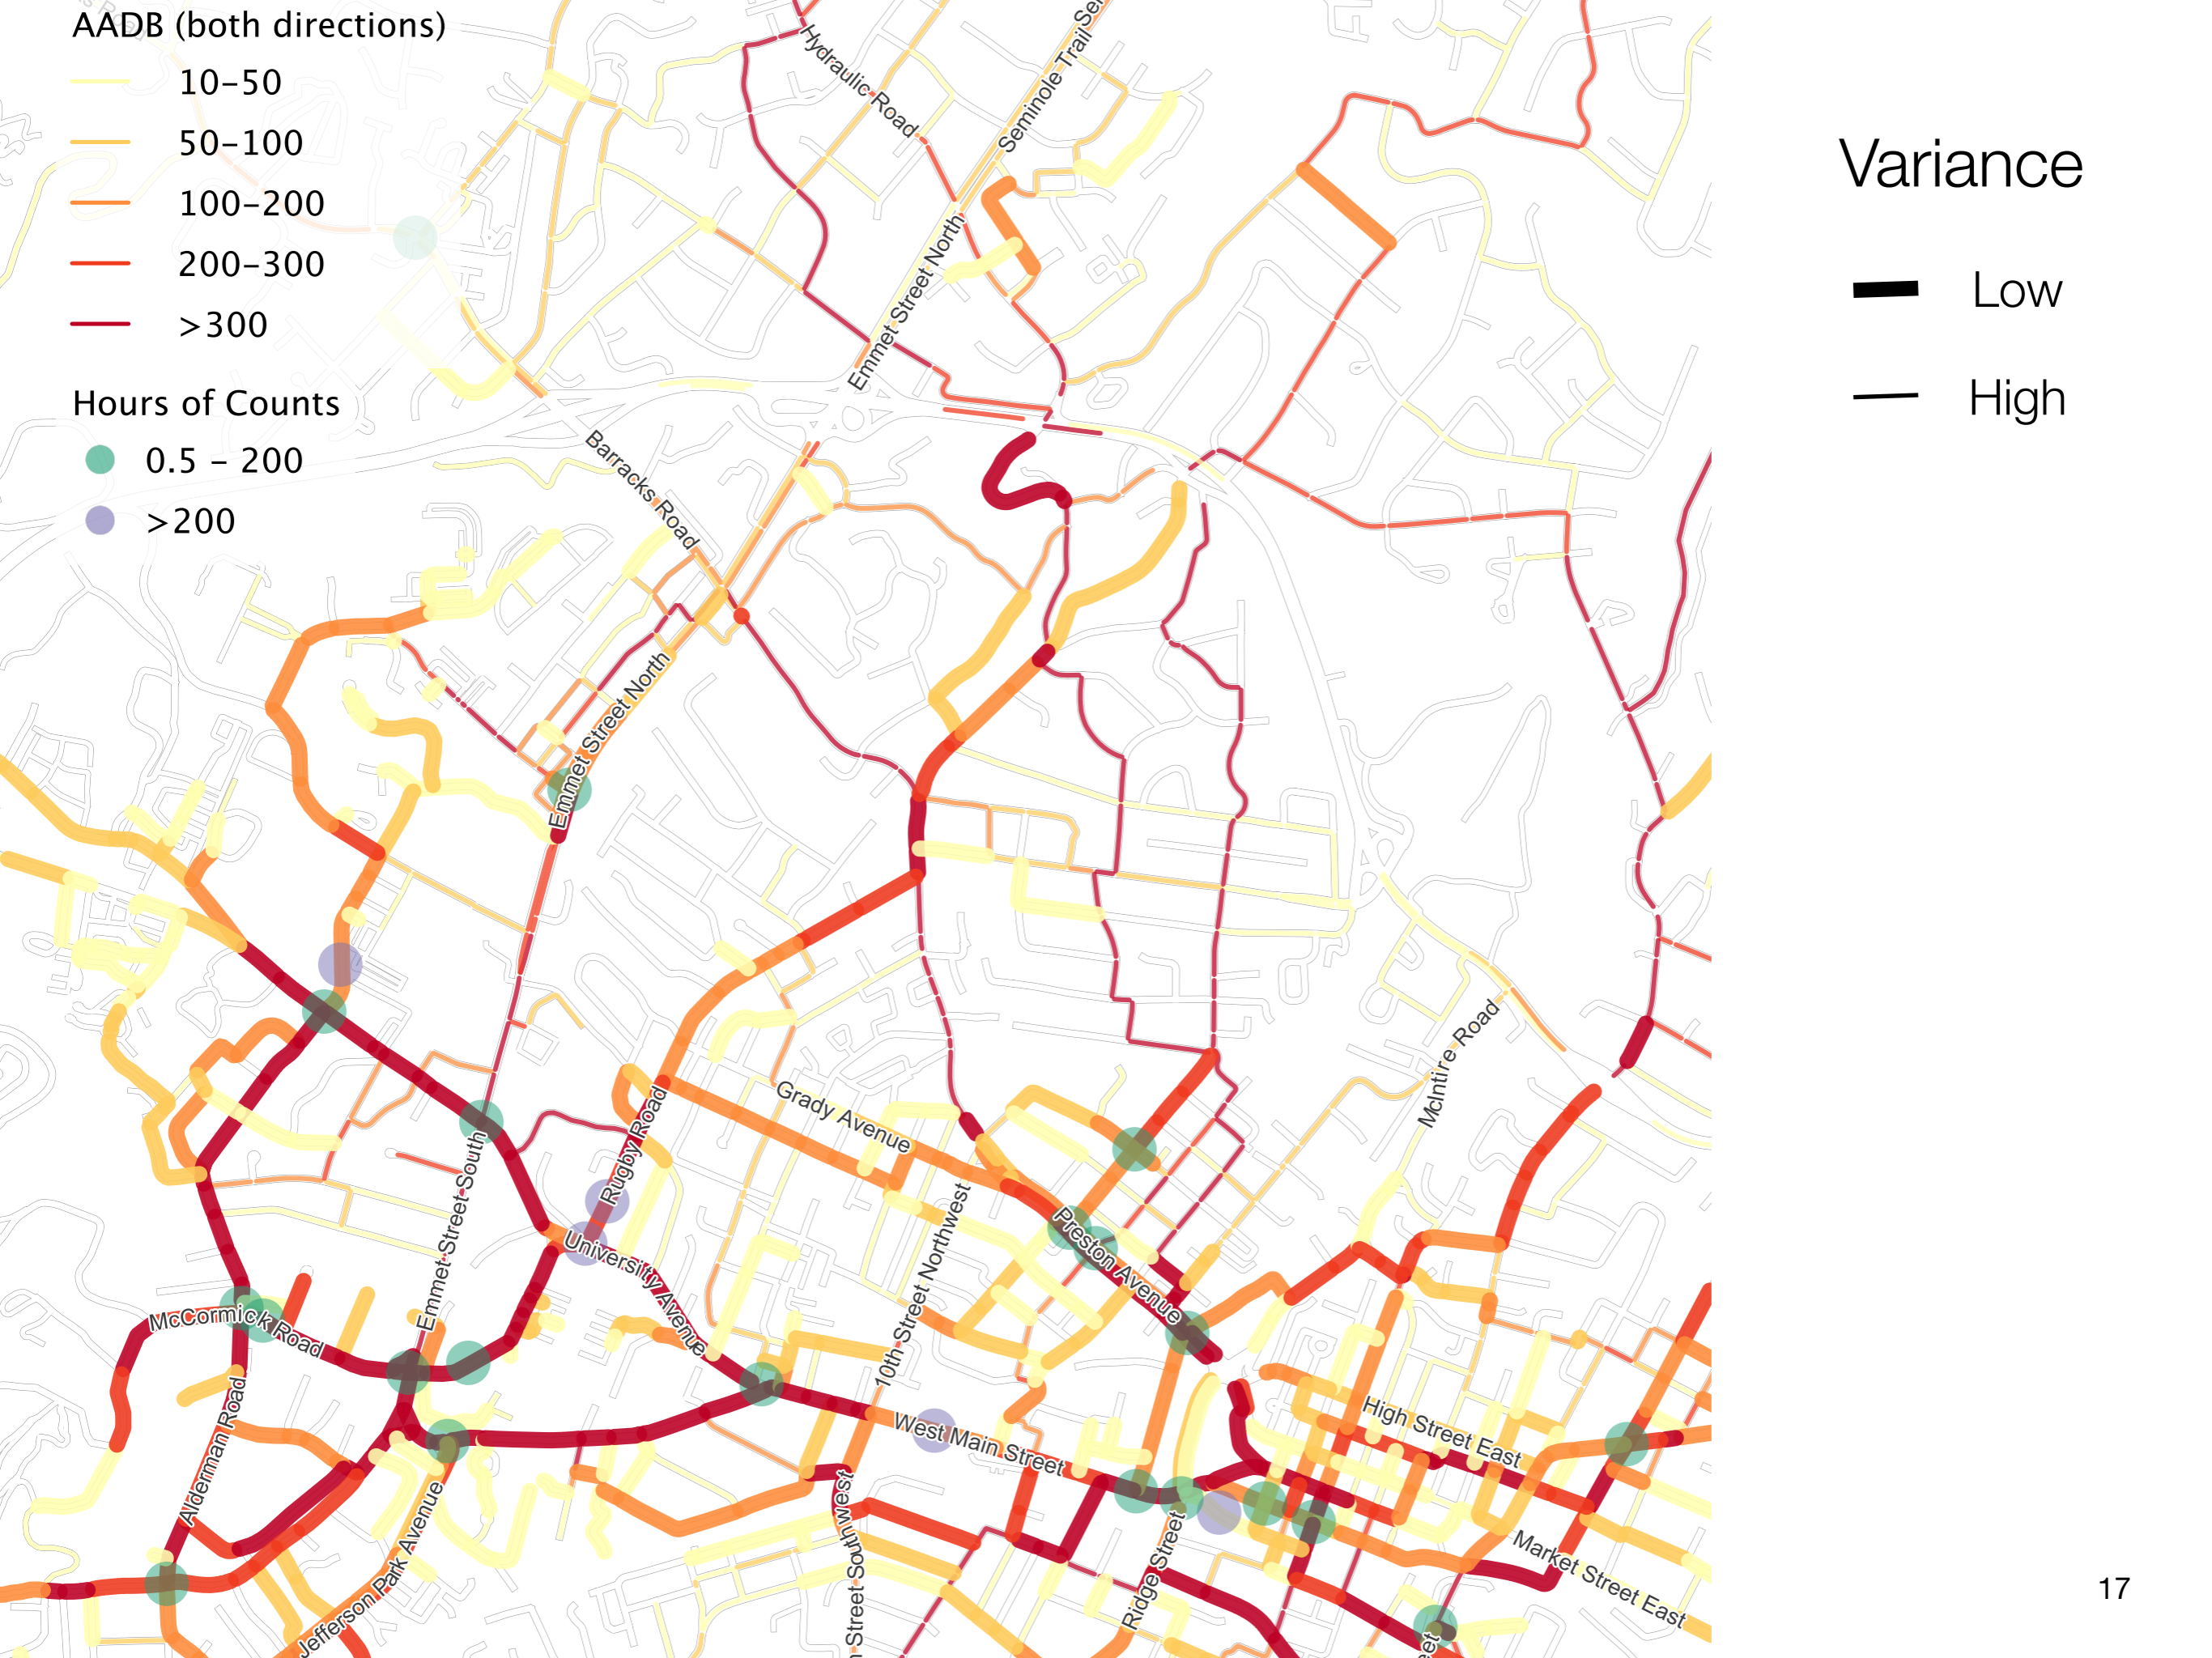 AADB (both directions)
10–50
50–100
100–200
200–300
>300
Hours of Counts
0.5 – 200
>200
Variance
Low
High
Hydraulic Road
Seminole Trail
Emmet Street North
Barracks Road
Emmet Street North
McIntire Road
Grady Avenue
Rugby Road
Emmet Street South
10th Street Northwest
Preston Avenue
University Avenue
McCormick Road
Alderman Road
West Main Street
High Street East
Market Street East
Ridge Street
Street Southwest
Jefferson Park Avenue
17